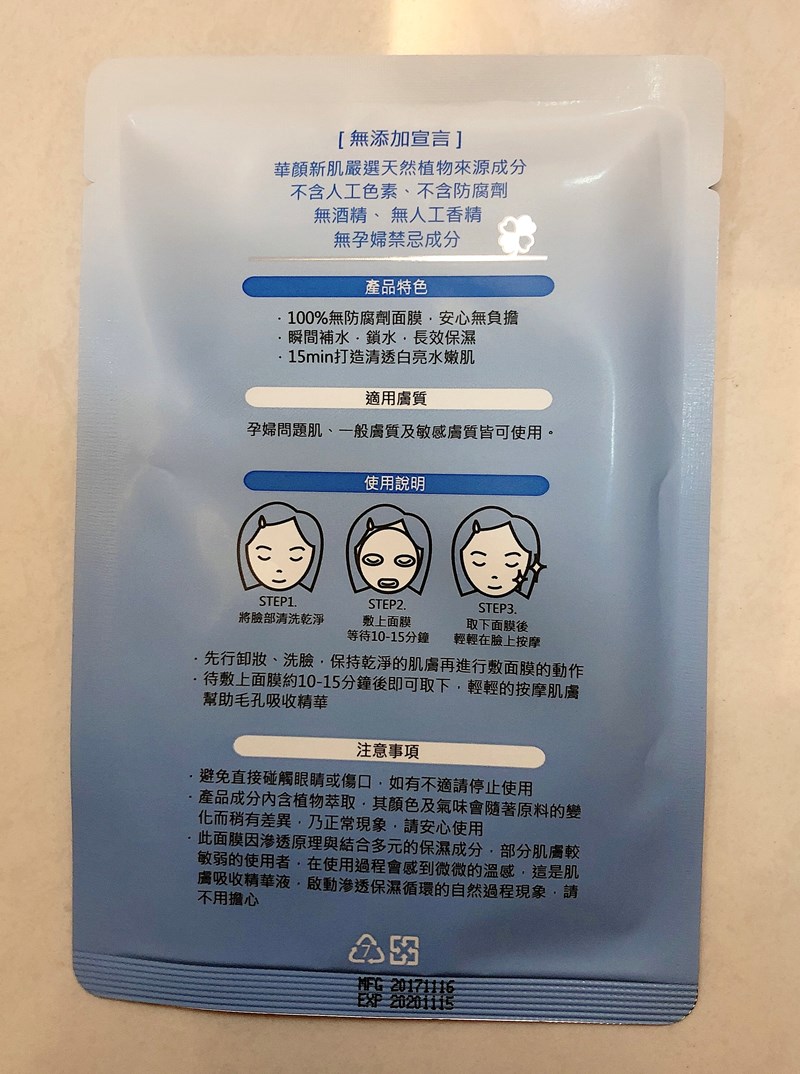 [ 無添加宣言 ]
華顏新肌嚴選天然植物來源成分
不含人工色素、不含防腐劑
無酒精、無人工香精
無孕婦禁忌成分
產品特色
· 100%無防腐劑面膜，安心無負擔
· 瞬間補水，鎖水，長效保濕
· 15min打造清透白亮水嫩肌
適用膚質
孕婦問題肌、一般膚質及敏感膚質皆可使用。
使用說明
STEP1.
將臉部清洗乾淨
STEP2.
敷上面膜
等待10-15分鐘
STEP3.
取下面膜後
輕輕在臉上按摩
· 先行卸妝、洗臉，保持乾淨的肌膚再進行敷面膜的動作
· 待敷上面膜約10-15分鐘後即可取下，輕輕的按摩肌膚
幫助毛孔吸收精華
注意事項
· 避免直接碰觸眼睛或傷口，如有不適請停止使用
· 產品成分內含植物萃取，其顏色及氣味會隨著原料的變
化而稍有差異，乃正常現象，請安心使用
· 此面膜因滲透原理與結合多元的保濕成分，部分肌膚較
敏弱的使用者，在使用過程會感到微微的溫感，這是肌
膚吸收精華液，啟動滲透保濕循環的自然過程現象，請
不用擔心
7
MFG 20171116
EXP 20201115